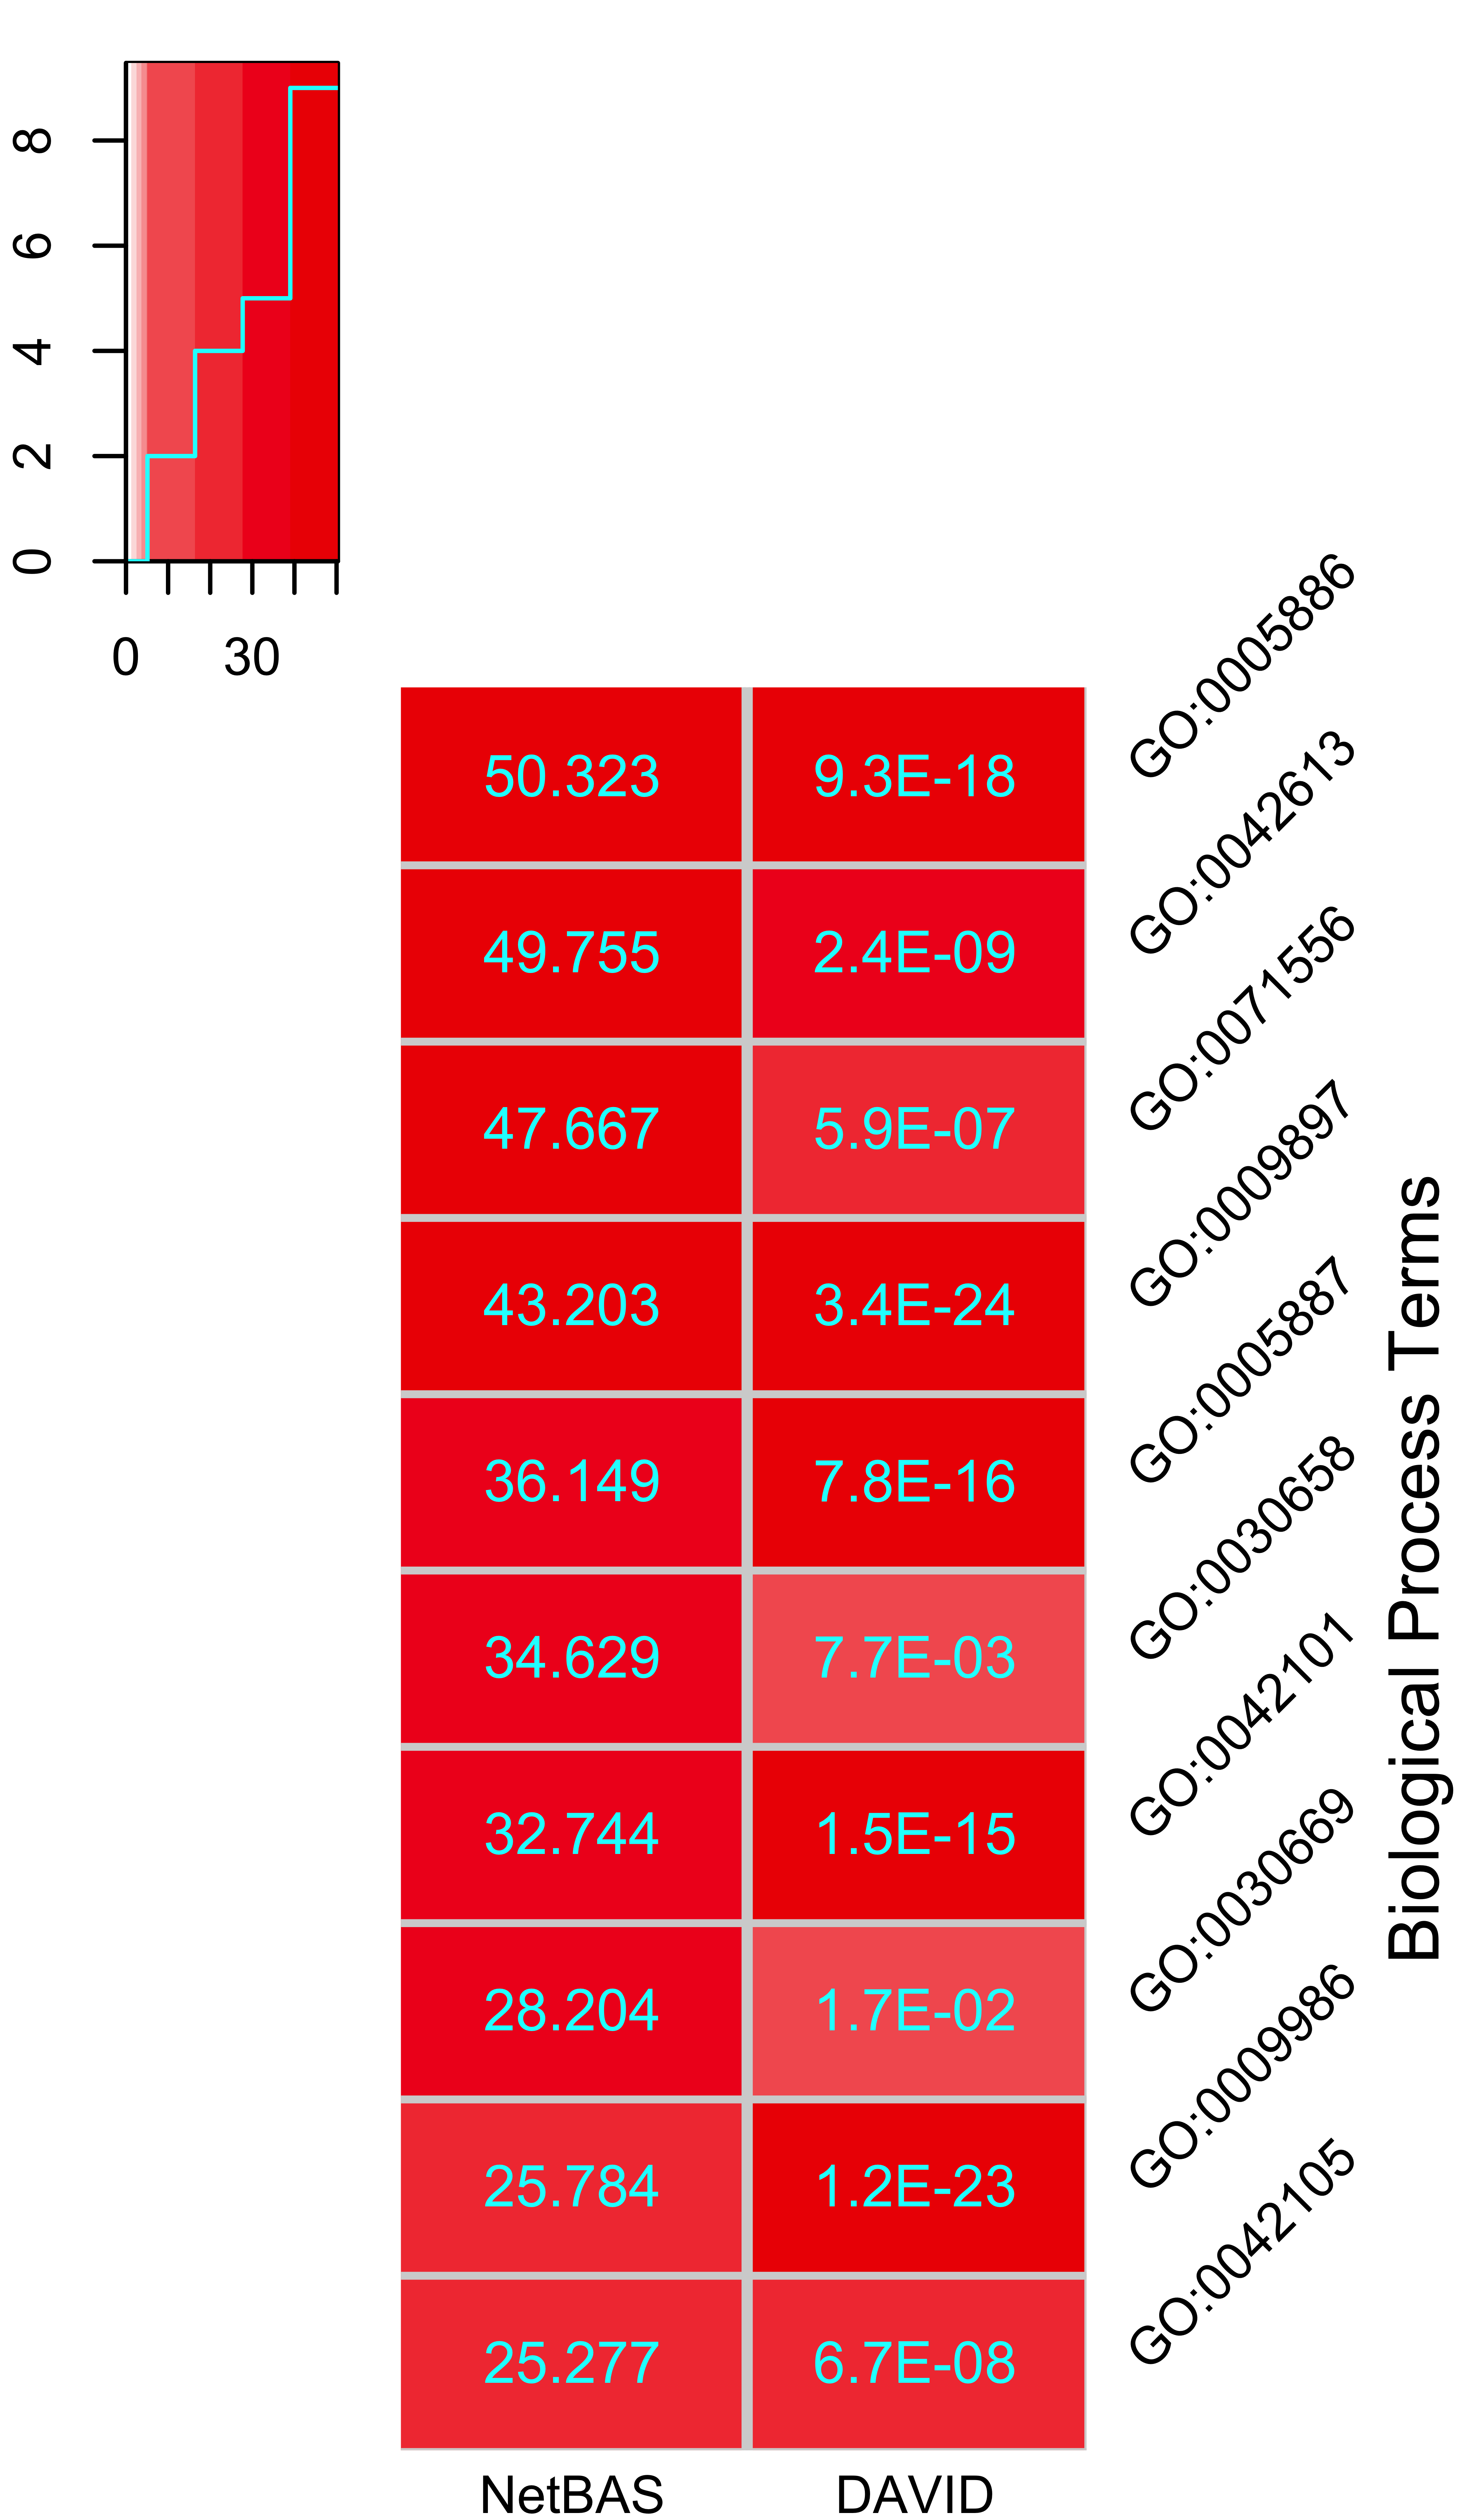 8
6
4
2
0
0 30
50.323 9.3E-18 GO:0005886
49.755 2.4E-09 GO:0042613
47.667 5.9E-07 GO:0071556
43.203 3.4E-24 GO:0009897
36.149 7.8E-16 GO:0005887
34.629 7.7E-03 GO:0030658
32.744 1.5E-15 GO:0042101
28.204 1.7E-02 GO:0030669
25.784 1.2E-23 GO:0009986
25.277 6.7E-08 GO:0042105
NetBAS DAVID
Biological Process Terms